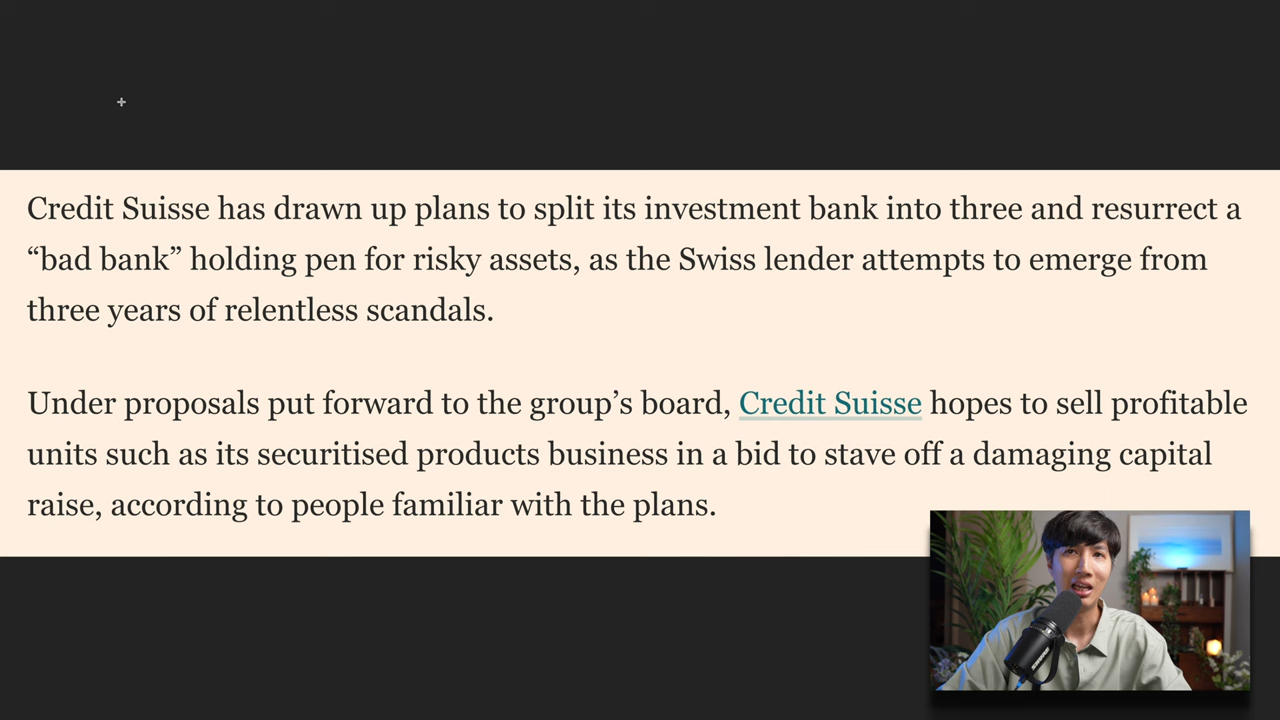 Credit Suisse has drawn up plans to split its investment bank into three and resurrect a
“bad bank” holding pen for risky assets, as the Swiss lender attempts to emerge from
three years of relentless scandals.
Under proposals put forward to the group’s board, Credit Suisse hopes to sell profitable
units such as its securitised products business in a bid to stave off a damaging capital
raise, according to people familiar with the plans.